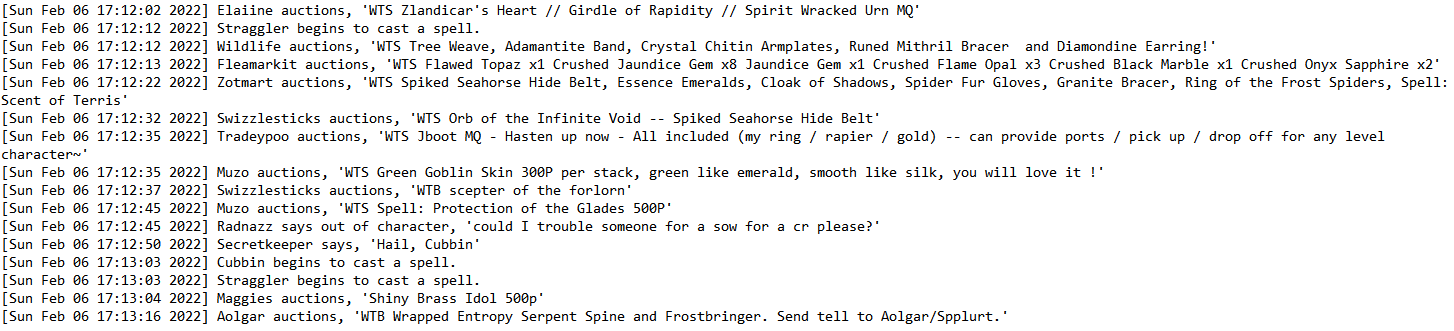 [Sun Feb 06 17:12:02 2022] Elaiine auctions, 'WTS Zlandicar's Heart // Girdle of Rapidity // Spirit Wracked Urn MQ'
[Sun Feb 06 17:12:12 2022] Straggler begins to cast a spell.
[Sun Feb 06 17:12:12 2022] Wildlife auctions, 'WTS Tree Weave, Adamantite Band, Crystal Chitin Armplates, Runed Mithril Bracer  and Diamondine Earring!'
[Sun Feb 06 17:12:13 2022] Fleamarkit auctions, 'WTS Flawed Topaz x1 Crushed Jaundice Gem x8 Jaundice Gem x1 Crushed Flame Opal x3 Crushed Black Marble x1 Crushed Onyx Sapphire x2'
[Sun Feb 06 17:12:22 2022] Zotmart auctions, 'WTS Spiked Seahorse Hide Belt, Essence Emeralds, Cloak of Shadows, Spider Fur Gloves, Granite Bracer, Ring of the Frost Spiders, Spell:
Scent of Terris'
[Sun Feb 06 17:12:32 2022] Swizzlesticks auctions, 'WTS Orb of the Infinite Void -- Spiked Seahorse Hide Belt'
[Sun Feb 06 17:12:35 2022] Tradeypoo auctions, 'WTS Jboot MQ - Hasten up now - All included (my ring / rapier / gold) -- can provide ports / pick up / drop off for any level
character~'
[Sun Feb 06 17:12:35 2022] Muzo auctions, 'WTS Green Goblin Skin 300P per stack, green like emerald, smooth like silk, you will love it !'
[Sun Feb 06 17:12:37 2022] Swizzlesticks auctions, 'WTB scepter of the forlorn'
[Sun Feb 06 17:12:45 2022] Muzo auctions, 'WTS Spell: Protection of the Glades 500P'
[Sun Feb 06 17:12:45 2022] Radnazz says out of character, 'could I trouble someone for a sow for a cr please?'
[Sun Feb 06 17:12:50 2022] Secretkeeper says, 'Hail, Cubbin'
[Sun Feb 06 17:13:03 2022] Cubbin begins to cast a spell.
[Sun Feb 06 17:13:03 2022] Straggler begins to cast a spell.
[Sun Feb 06 17:13:04 2022] Maggies auctions, 'Shiny Brass Idol 500p'
[Sun Feb 06 17:13:16 2022] Aolgar auctions, 'WTB Wrapped Entropy Serpent Spine and Frostbringer. Send tell to Aolgar/Spplurt.'